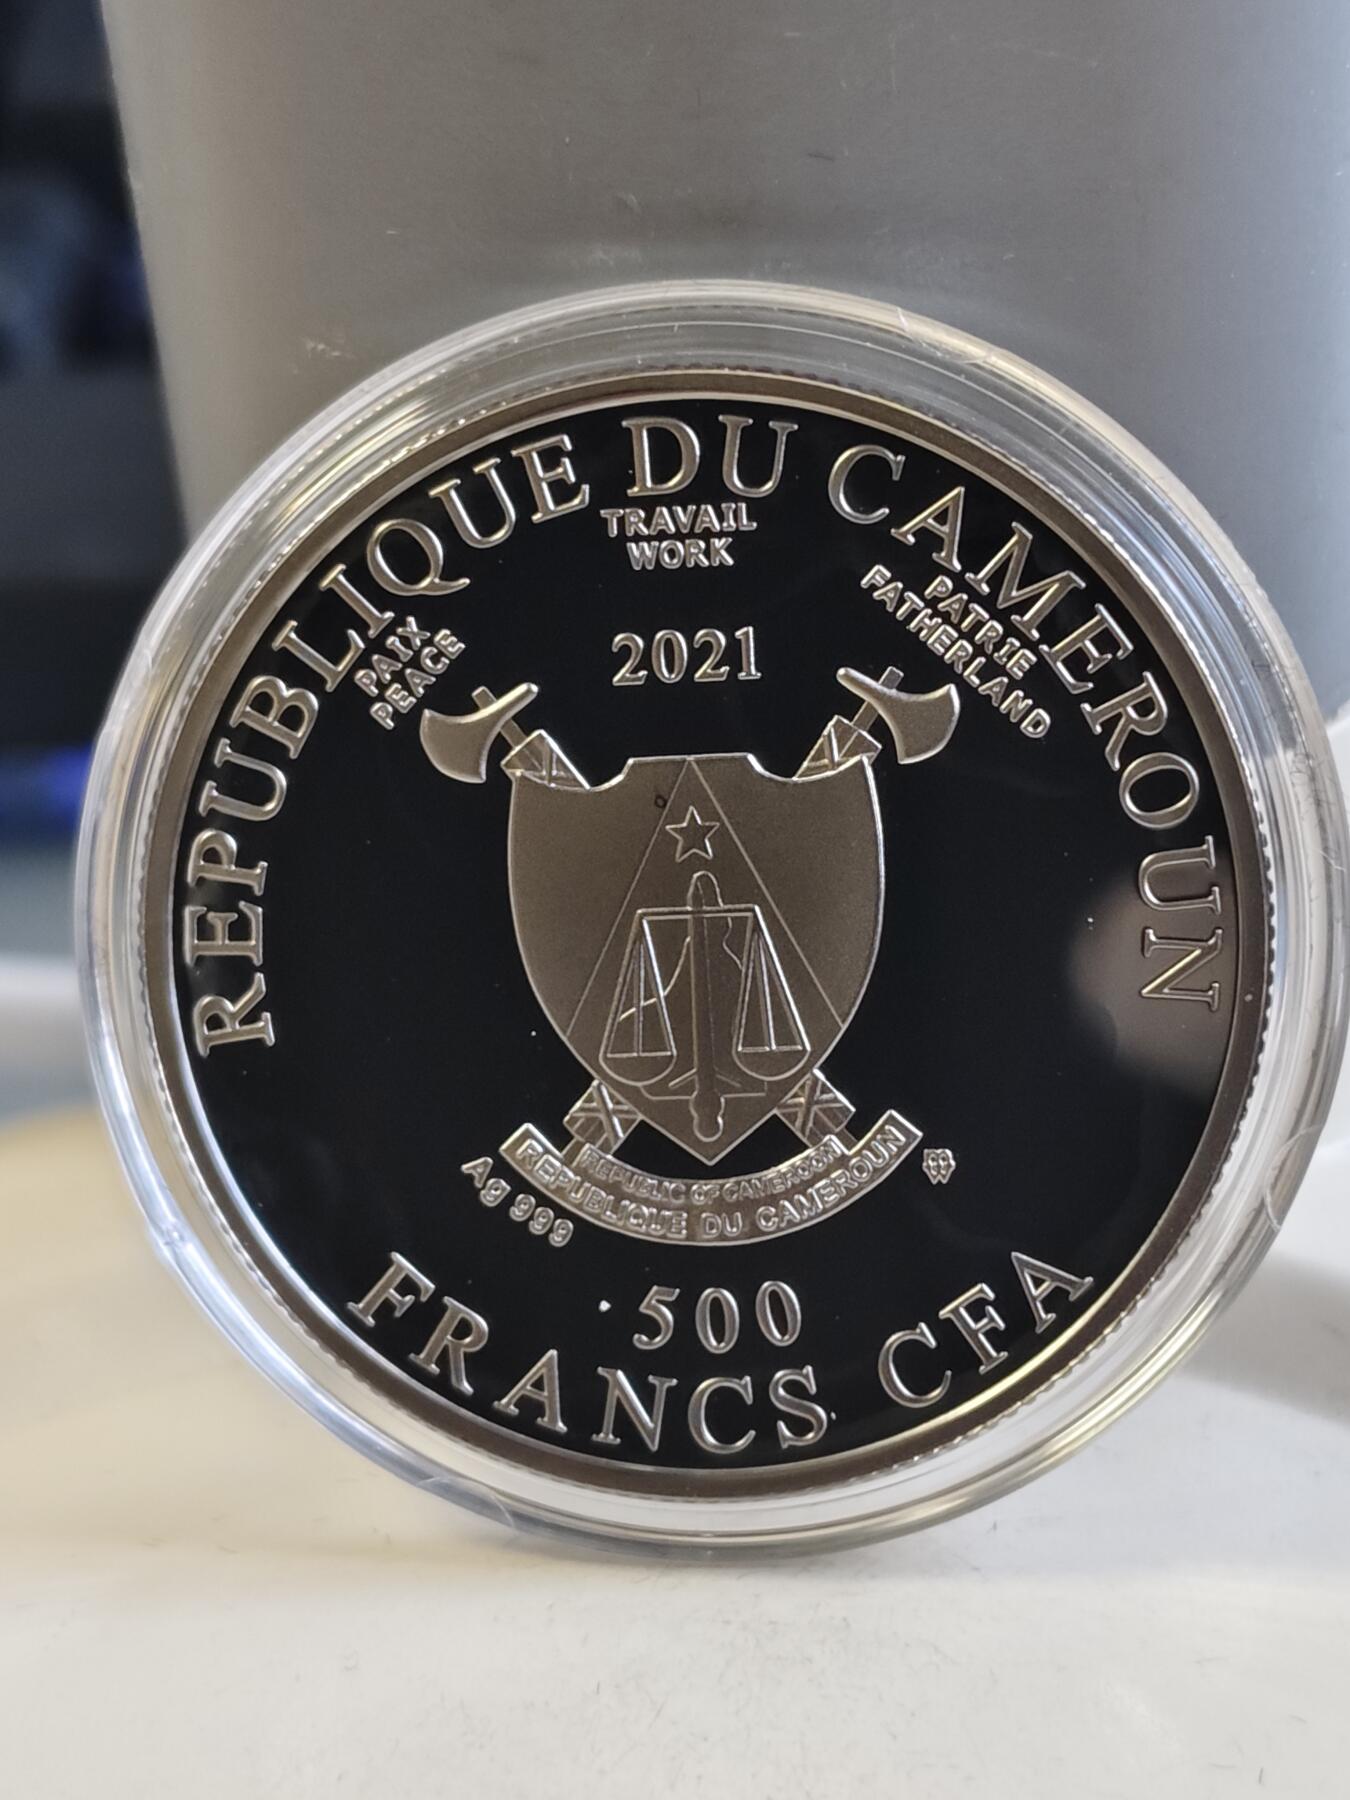 REPUBLIQUE DU CAMEROUN
TRAVAIL
WORK
PAIX
PEACE
PATRIE
FATHERLAND
2021
REPUBLIC OF CAMEROON
REPUBLIQUE DU CAMEROUN
Ag 999
500
FRANCS CFA